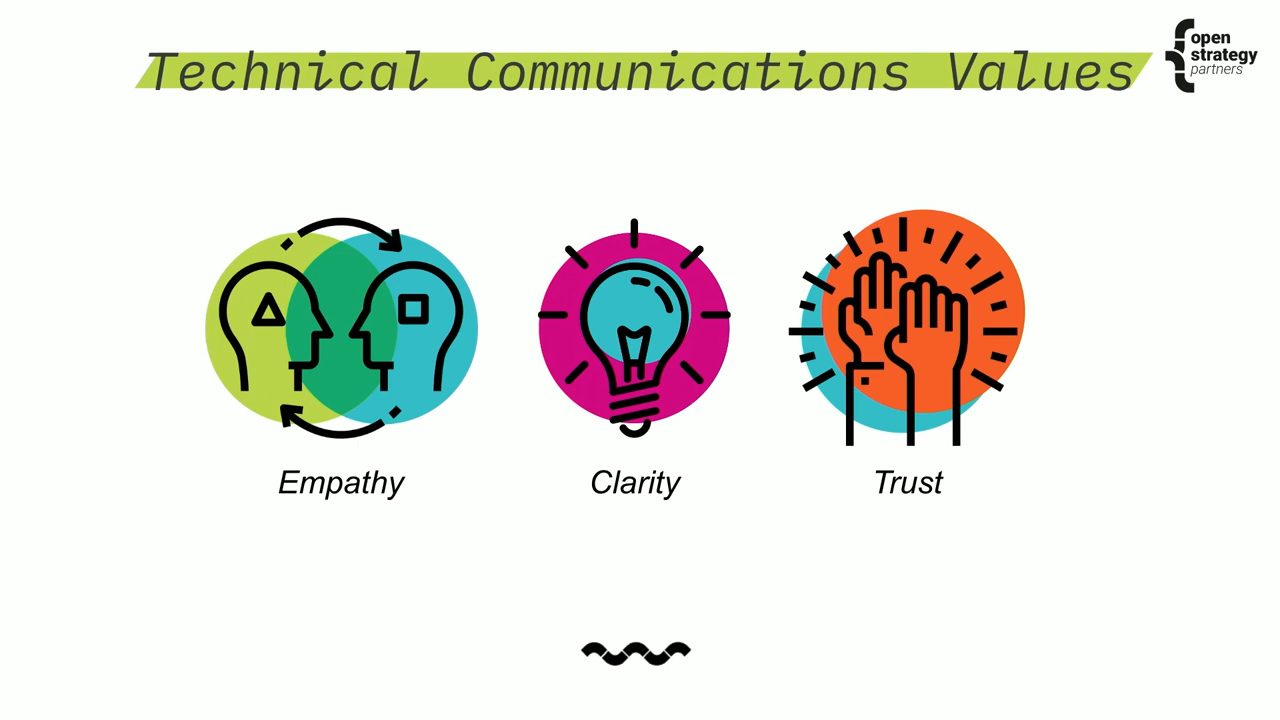 Technical Communications Values
open
strategy
partners
Empathy
Clarity
Trust